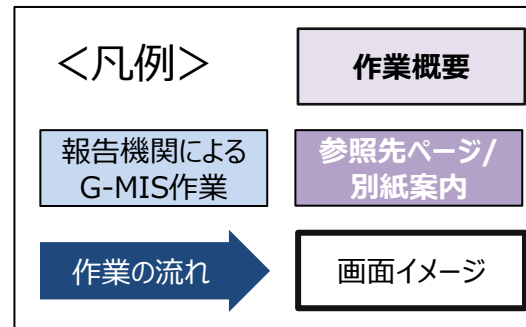 ＜凡例＞
作業概要
報告機関による
G-MIS作業
参照先ページ/
別紙案内
作業の流れ
画面イメージ